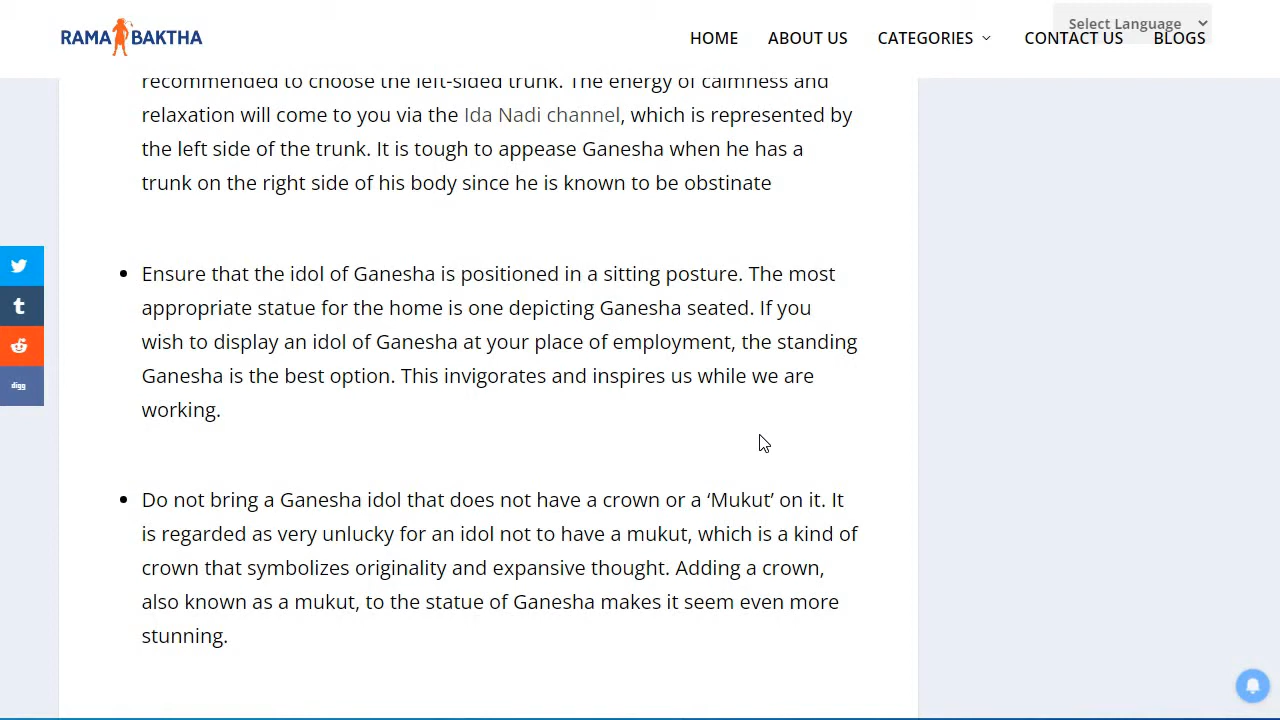 Select Language
RAMA BAKTHA
HOME ABOUT US CATEGORIES CONTACT US BLOGS
recommended to choose the left-sided trunk. The energy of calmness and
relaxation will come to you via the Ida Nadi channel, which is represented by
the left side of the trunk. It is tough to appease Ganesha when he has a
trunk on the right side of his body since he is known to be obstinate
• Ensure that the idol of Ganesha is positioned in a sitting posture. The most
appropriate statue for the home is one depicting Ganesha seated. If you
wish to display an idol of Ganesha at your place of employment, the standing
Ganesha is the best option. This invigorates and inspires us while we are
working.
• Do not bring a Ganesha idol that does not have a crown or a ‘Mukut’ on it. It
is regarded as very unlucky for an idol not to have a mukut, which is a kind of
crown that symbolizes originality and expansive thought. Adding a crown,
also known as a mukut, to the statue of Ganesha makes it seem even more
stunning.
digg